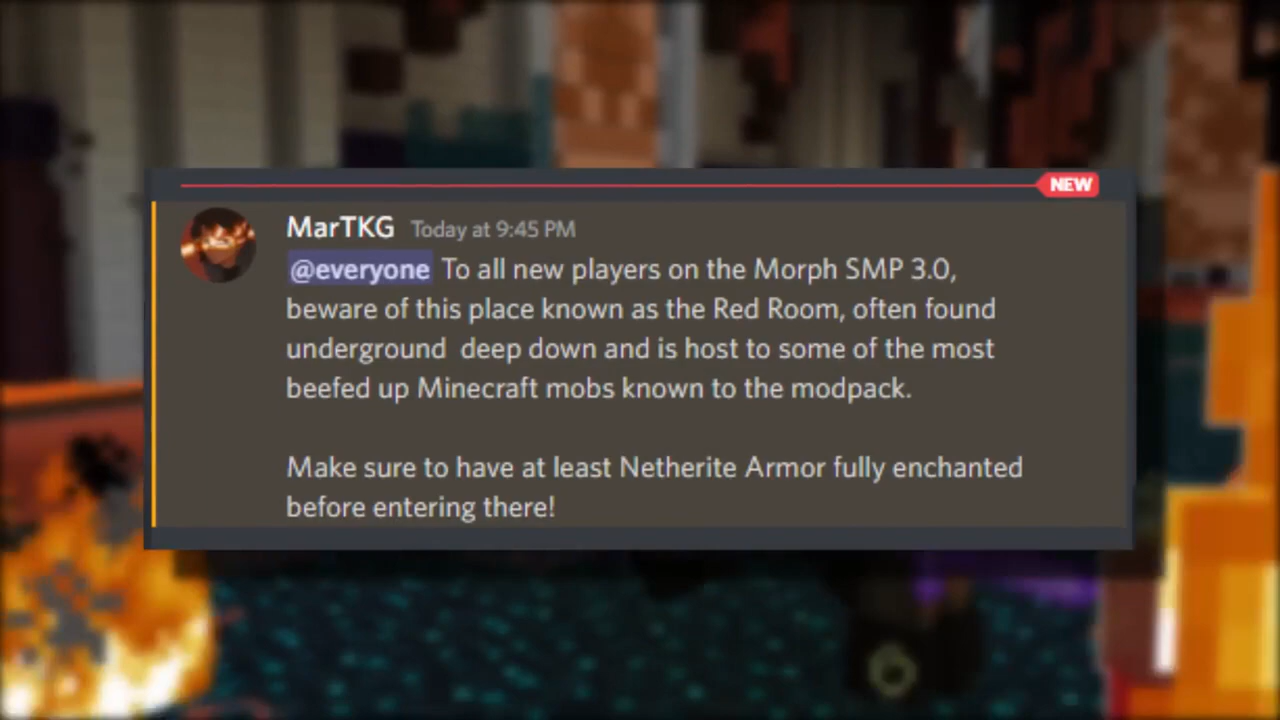 NEW
MarTKG Today at 9:45 PM
@everyone To all new players on the Morph SMP 3.0,
beware of this place known as the Red Room, often found
underground  deep down and is host to some of the most
beefed up Minecraft mobs known to the modpack.
Make sure to have at least Netherite Armor fully enchanted
before entering there!